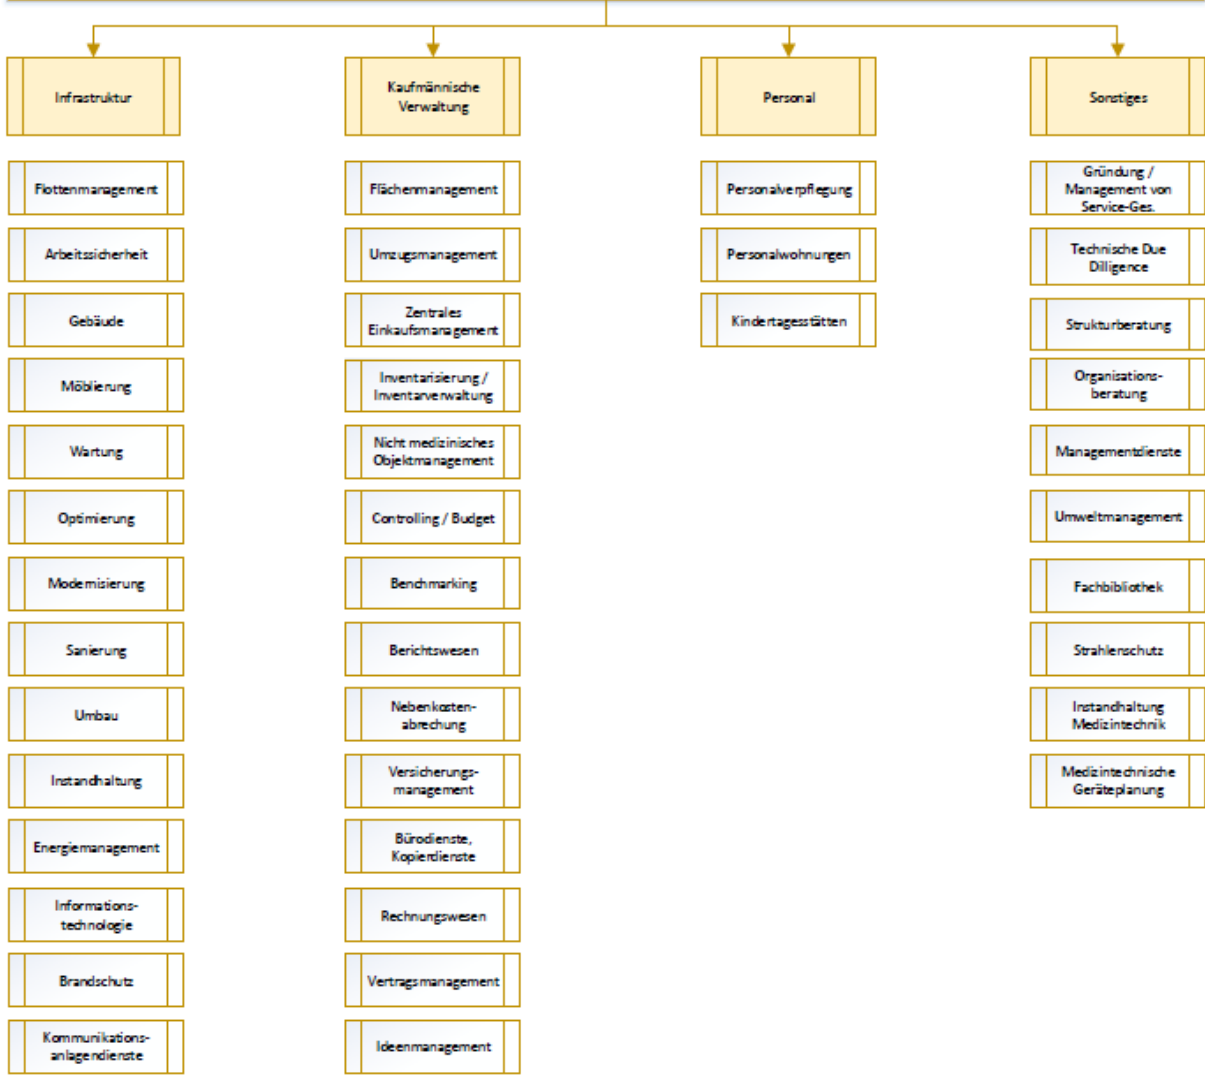 Infrastruktur
Flottenmanagement
Arbeitssicherheit
Gebäude
Möblierung
Wartung
Optimierung
Modernisierung
Sanierung
Umbau
Instandhaltung
Energiemanagement
Informations-
technologie
Brandschutz
Kommunikations-
anlagendienste
Kaufmännische
Verwaltung
Flächenmanagement
Umzugsmanagement
Zentrales
Einkaufsmanagement
Inventarisierung /
Inventarverwaltung
Nicht medizinisches
Objektmanagement
Controlling / Budget
Benchmarking
Berichtswesen
Nebenkosten-
abrechung
Versicherungs-
management
Bürodienste,
Kopierdienste
Rechnungswesen
Vertragsmanagement
Ideenmanagement
Personal
Personalverpflegung
Personalwohnungen
Kindertagesstätten
Sonstiges
Gründung /
Management von
Service-Ges.
Technische Due
Dilligence
Strukturberatung
Organisations-
beratung
Managementdienste
Umweltmanagement
Fachbibliothek
Strahlenschutz
Instandhaltung
Medizintechnik
Medizintechnische
Geräteplanung